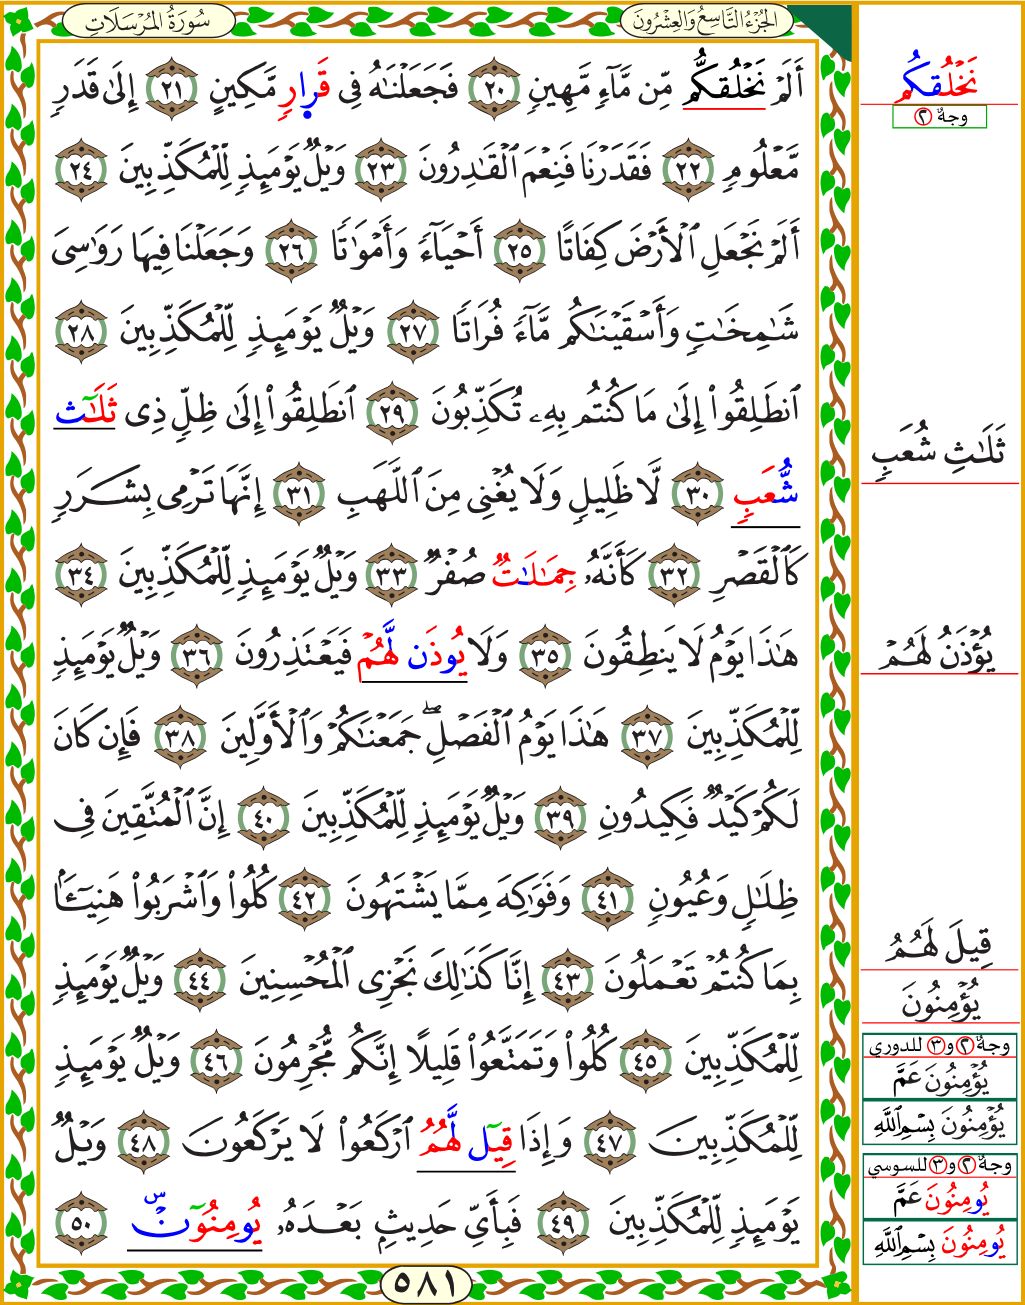 الجُزْءُ التَّاسِعُ وَالعِشْرُونَ
سُورَةُ المُرْسَلَاتِ
أَلَمْ نَخْلُقكُّم مِّن مَّآءٍ مَّهِينٍ ٢٠ فَجَعَلْنَٰهُ فِى قَرَارٍ مَّكِينٍ ٢١ إِلَىٰ قَدَرٍ
مَّعْلُومٍ ٢٢ فَقَدَرْنَا فَنِعْمَ ٱلْقَٰدِرُونَ ٢٣ وَيْلٌ يَوْمَئِذٍ لِّلْمُكَذِّبِينَ ٢٤
أَلَمْ نَجْعَلِ ٱلْأَرْضَ كِفَاتًا ٢٥ أَحْيَآءً وَأَمْوَٰتًا ٢٦ وَجَعَلْنَا فِيهَا رَوَٰسِىَ
شَٰمِخَٰتٍ وَأَسْقَيْنَٰكُم مَّآءً فُرَاتًا ٢٧ وَيْلٌ يَوْمَئِذٍ لِّلْمُكَذِّبِينَ ٢٨
ٱنطَلِقُوٓا۟ إِلَىٰ مَا كُنتُم بِهِۦ تُكَذِّبُونَ ٢٩ ٱنطَلِقُوٓا۟ إِلَىٰ ظِلٍّ ذِى ثَلَٰث
شُّعَبٍ ٣٠ لَّا ظَلِيلٍ وَلَا يُغْنِى مِنَ ٱللَّهَبِ ٣١ إِنَّهَا تَرْمِى بِشَرَرٍ
كَٱلْقَصْرِ ٣٢ كَأَنَّهُۥ جِمَٰلَٰتٌ صُفْرٌ ٣٣ وَيْلٌ يَوْمَئِذٍ لِّلْمُكَذِّبِينَ ٣٤
هَٰذَا يَوْمُ لَا يَنطِقُونَ ٣٥ وَلَا يُوذَن لَّهُمْ فَيَعْتَذِرُونَ ٣٦ وَيْلٌ يَوْمَئِذٍ
لِّلْمُكَذِّبِينَ ٣٧ هَٰذَا يَوْمُ ٱلْفَصْلِ ۖ جَمَعْنَٰكُمْ وَٱلْأَوَّلِينَ ٣٨ فَإِن كَانَ
لَكُمْ كَيْدٌ فَكِيدُونِ ٣٩ وَيْلٌ يَوْمَئِذٍ لِّلْمُكَذِّبِينَ ٤٠ إِنَّ ٱلْمُتَّقِينَ فِى
ظِلَٰلٍ وَعُيُونٍ ٤١ وَفَوَٰكِهَ مِمَّا يَشْتَهُونَ ٤٢ كُلُوا۟ وَٱشْرَبُوا۟ هَنِيٓـًٔۢا
بِمَا كُنتُمْ تَعْمَلُونَ ٤٣ إِنَّا كَذَٰلِكَ نَجْزِى ٱلْمُحْسِنِينَ ٤٤ وَيْلٌ يَوْمَئِذٍ
لِّلْمُكَذِّبِينَ ٤٥ كُلُوا۟ وَتَمَتَّعُوا۟ قَلِيلًا إِنَّكُم مُّجْرِمُونَ ٤٦ وَيْلٌ يَوْمَئِذٍ
لِّلْمُكَذِّبِينَ ٤٧ وَإِذَا قِيل لَّهُمُ ٱرْكَعُوا۟ لَا يَرْكَعُونَ ٤٨ وَيْلٌ
يَوْمَئِذٍ لِّلْمُكَذِّبِينَ ٤٩ فَبِأَىِّ حَدِيثٍۭ بَعْدَهُۥ يُومِنُونَ ۜ ٥٠
٥٨١
نَخْلُقكُم
وجهٌ ٢
ثَلَٰثِ شُعَبٍ
يُؤْذَنُ لَهُمْ
قِيلَ لَهُمُ
يُؤْمِنُونَ
وجهٌ ٢ و ٣ للدوري
يُؤْمِنُونَ عَمَّ
يُؤْمِنُونَ بِسْمِ ٱللَّهِ
وجهٌ ٢ و ٣ للسوسي
يُومِنُونَ عَمَّ
يُومِنُونَ بِسْمِ ٱللَّهِ